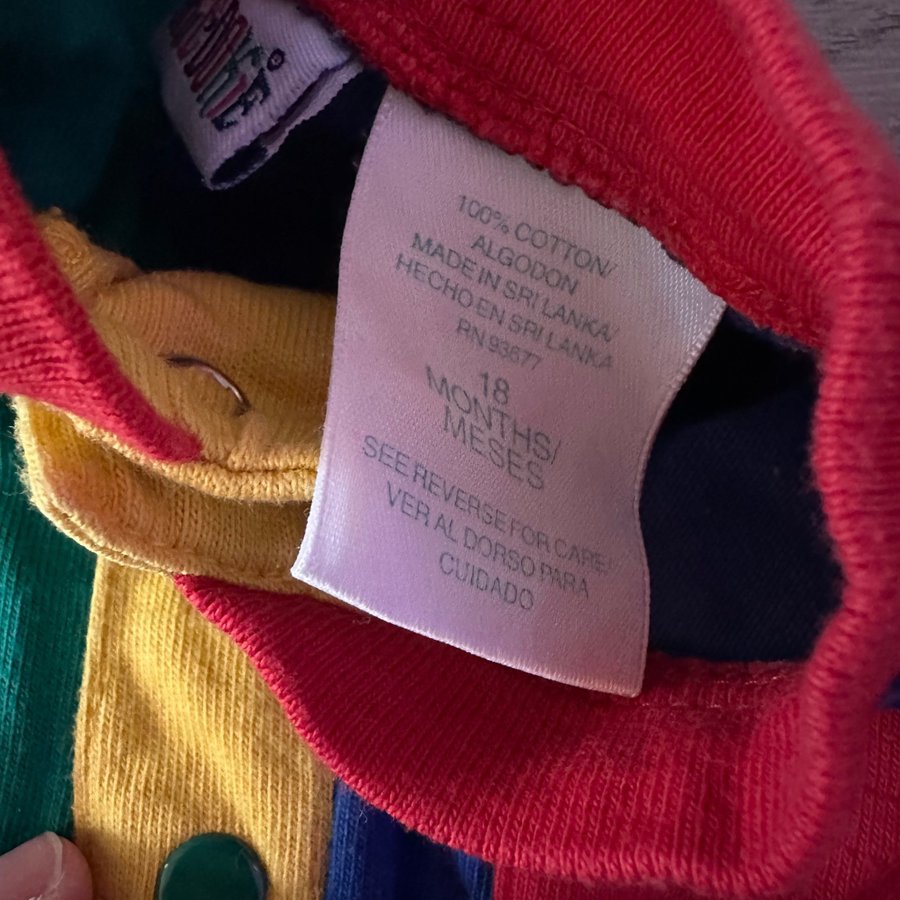 100% COTTON/
ALGODON
MADE IN SRI LANKA/
HECHO EN SRI LANKA
RN 93677
18
MONTHS/
MESES
SEE REVERSE FOR CARE/
VER AL DORSO PARA
CUIDADO